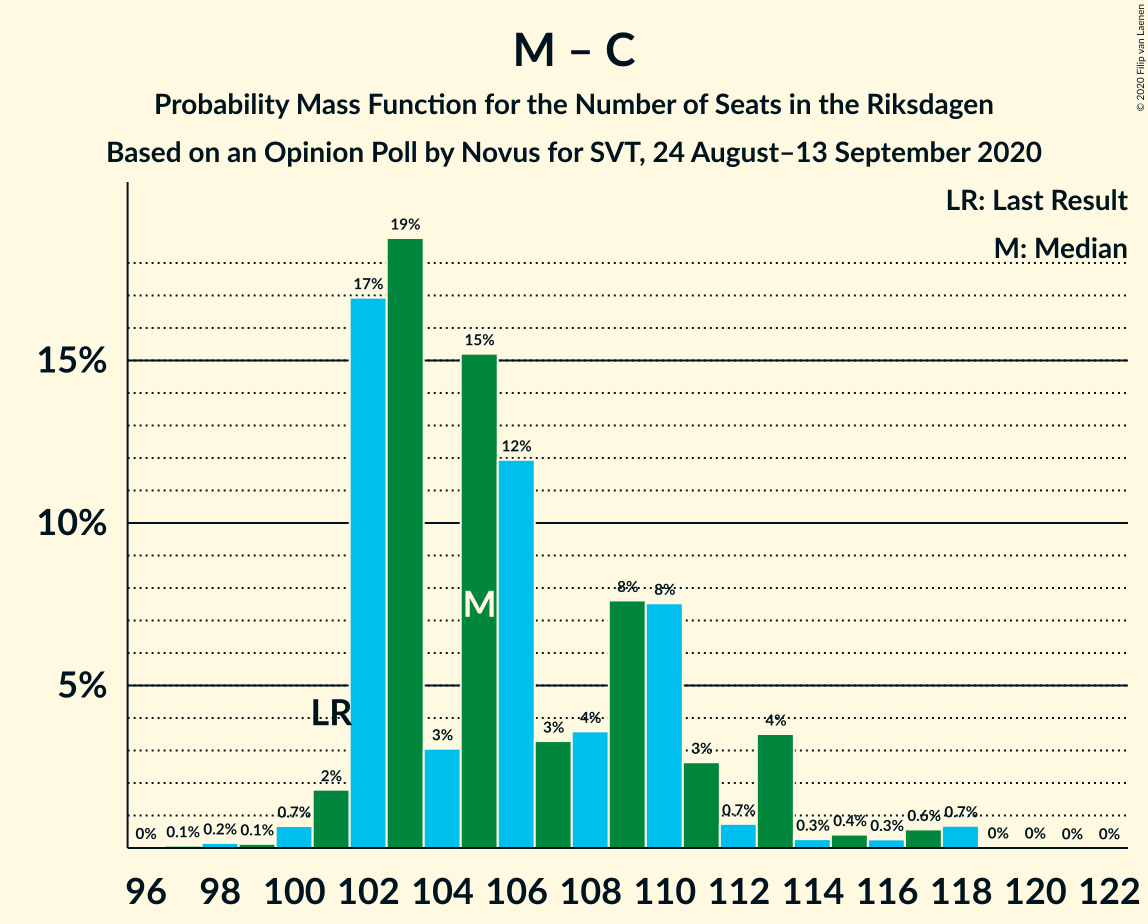 M – C
Probability Mass Function for the Number of Seats in the Riksdagen
Based on an Opinion Poll by Novus for SVT, 24 August–13 September 2020
© 2020 Filip van Laenen
LR: Last Result
M: Median
15%
10%
5%
0% 0.1% 0.2% 0.1% 0.7% 2% 17% 19% 3% 15% 12% 3% 4% 8% 8% 3% 0.7% 4% 0.3% 0.4% 0.3% 0.6% 0.7% 0% 0% 0% 0%
LR
M
96 98 100 102 104 106 108 110 112 114 116 118 120 122